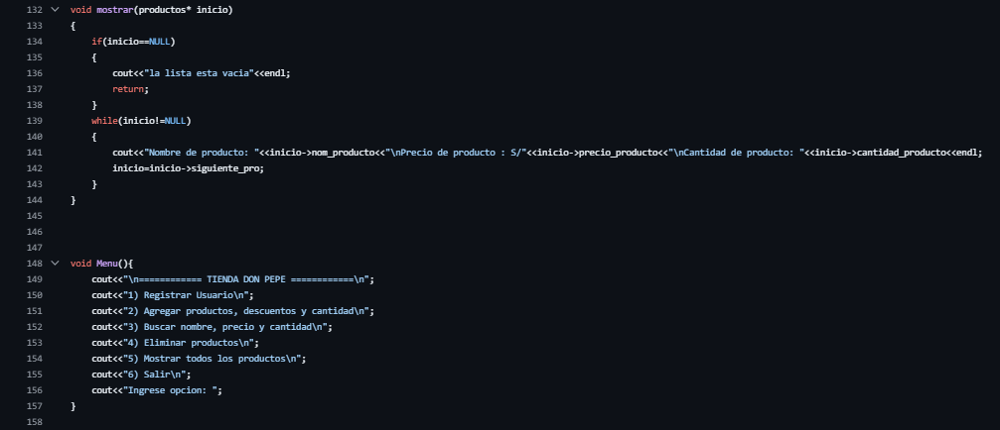 132 void mostrar(productos* inicio)
133 {
134 if(inicio==NULL)
135 {
136 cout<<"la lista esta vacia"<<endl;
137 return;
138 }
139 while(inicio!=NULL)
140 {
141 cout<<"Nombre de producto: "<<inicio->nom_producto<<"\nPrecio de producto : S/"<<inicio->precio_producto<<"\nCantidad de producto: "<<inicio->cantidad_producto<<endl;
142 inicio=inicio->siguiente_pro;
143 }
144 }
145
146
147
148 void Menu(){
149 cout<<"\n============ TIENDA DON PEPE ============\n";
150 cout<<"1) Registrar Usuario\n";
151 cout<<"2) Agregar productos, descuentos y cantidad\n";
152 cout<<"3) Buscar nombre, precio y cantidad\n";
153 cout<<"4) Eliminar productos\n";
154 cout<<"5) Mostrar todos los productos\n";
155 cout<<"6) Salir\n";
156 cout<<"Ingrese opcion: ";
157 }
158